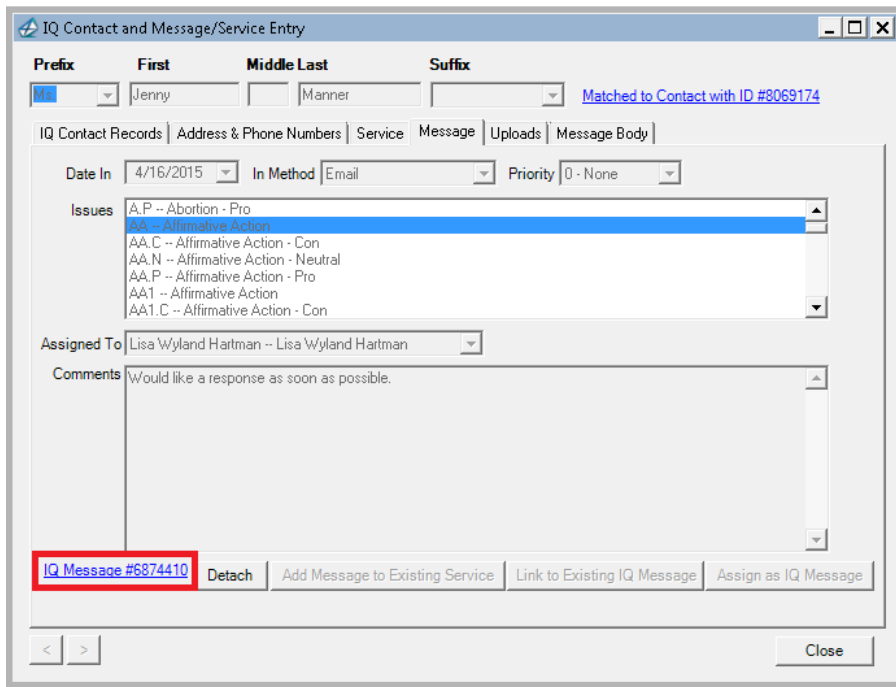 IQ Contact and Message/Service Entry
Prefix First Middle Last Suffix
Ms. Jenny Manner Matched to Contact with ID #8069174
IQ Contact Records Address & Phone Numbers Service Message Uploads Message Body
Date In 4/16/2015 In Method Email Priority 0 - None
Issues A.P -- Abortion - Pro
AA -- Affirmative Action
AA.C -- Affirmative Action - Con
AA.N -- Affirmative Action - Neutral
AA.P -- Affirmative Action - Pro
AA1 -- Affirmative Action
AA1.C -- Affirmative Action - Con
Assigned To Lisa Wyland Hartman -- Lisa Wyland Hartman
Comments Would like a response as soon as possible.
IQ Message #6874410 Detach Add Message to Existing Service Link to Existing IQ Message Assign as IQ Message
< > Close